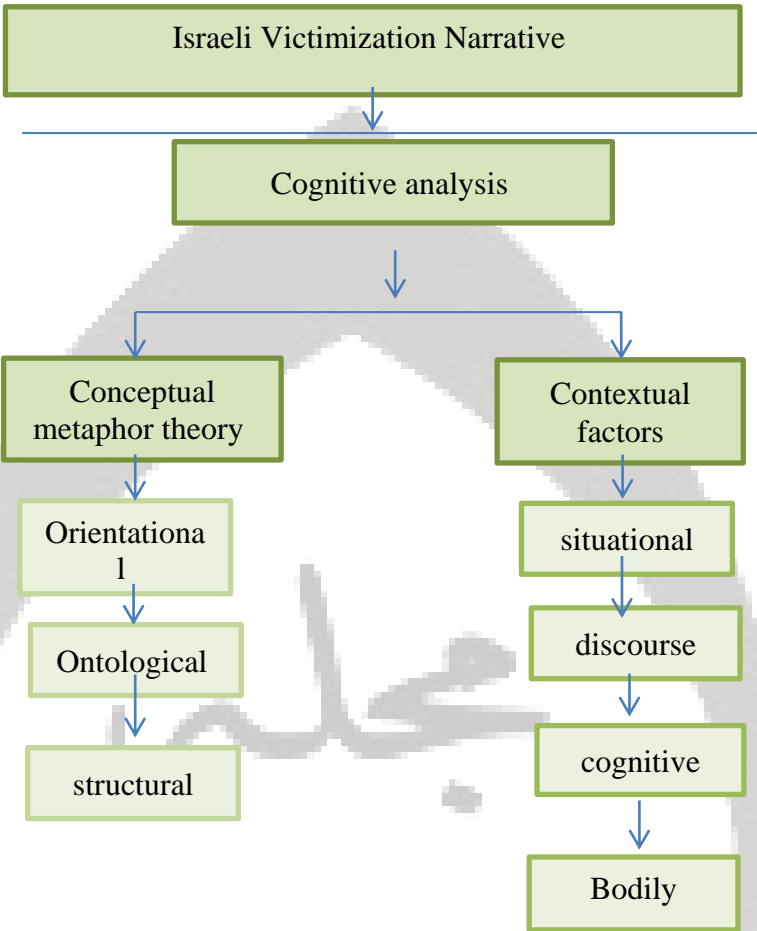 Israeli Victimization Narrative
Cognitive analysis
Conceptual
metaphor theory
Orientationa
l
Ontological
structural
Contextual
factors
situational
discourse
cognitive
Bodily